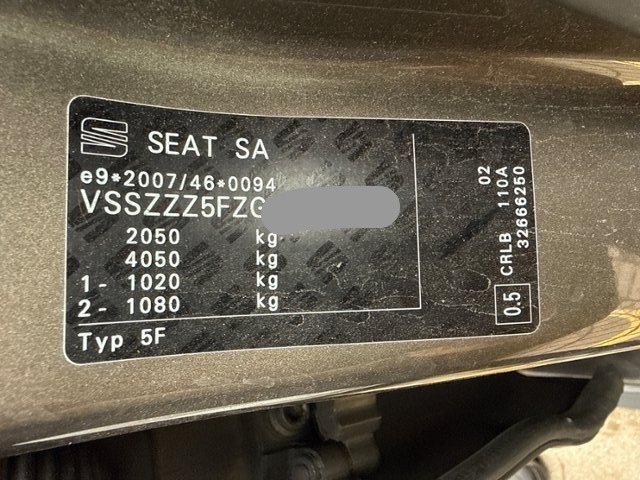 SEAT SA
e9*2007/46*0094
VSSZZZ5FZG
2050 kg
4050 kg
1- 1020 kg
2- 1080 kg
Typ 5F
0.5
CRLB 110A 02
32666250